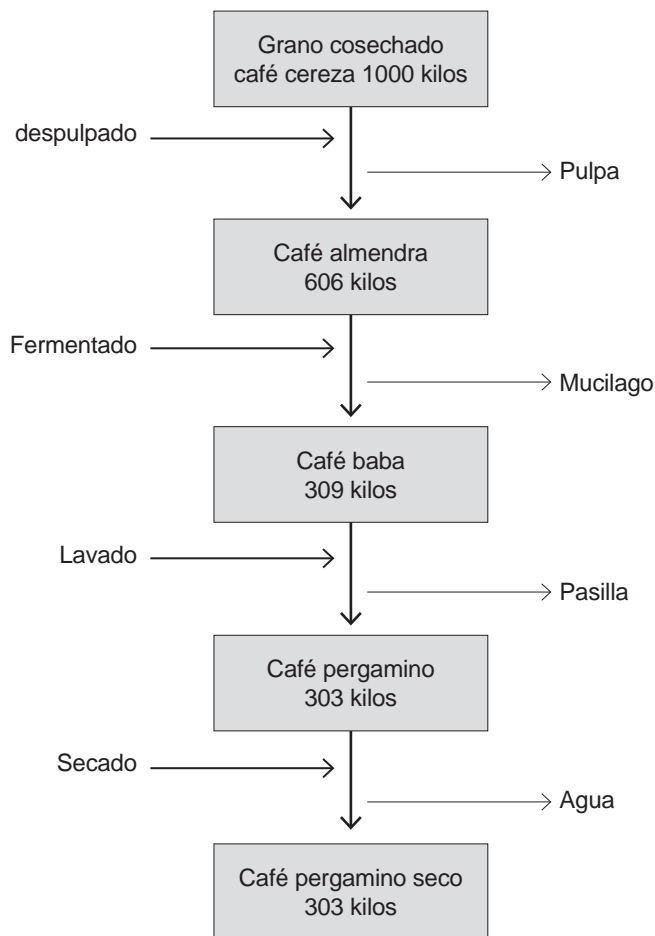 Grano cosechado
café cereza 1000 kilos
despulpado
Pulpa
Café almendra
606 kilos
Fermentado
Mucilago
Café baba
309 kilos
Lavado
Pasilla
Café pergamino
303 kilos
Secado
Agua
Café pergamino seco
303 kilos